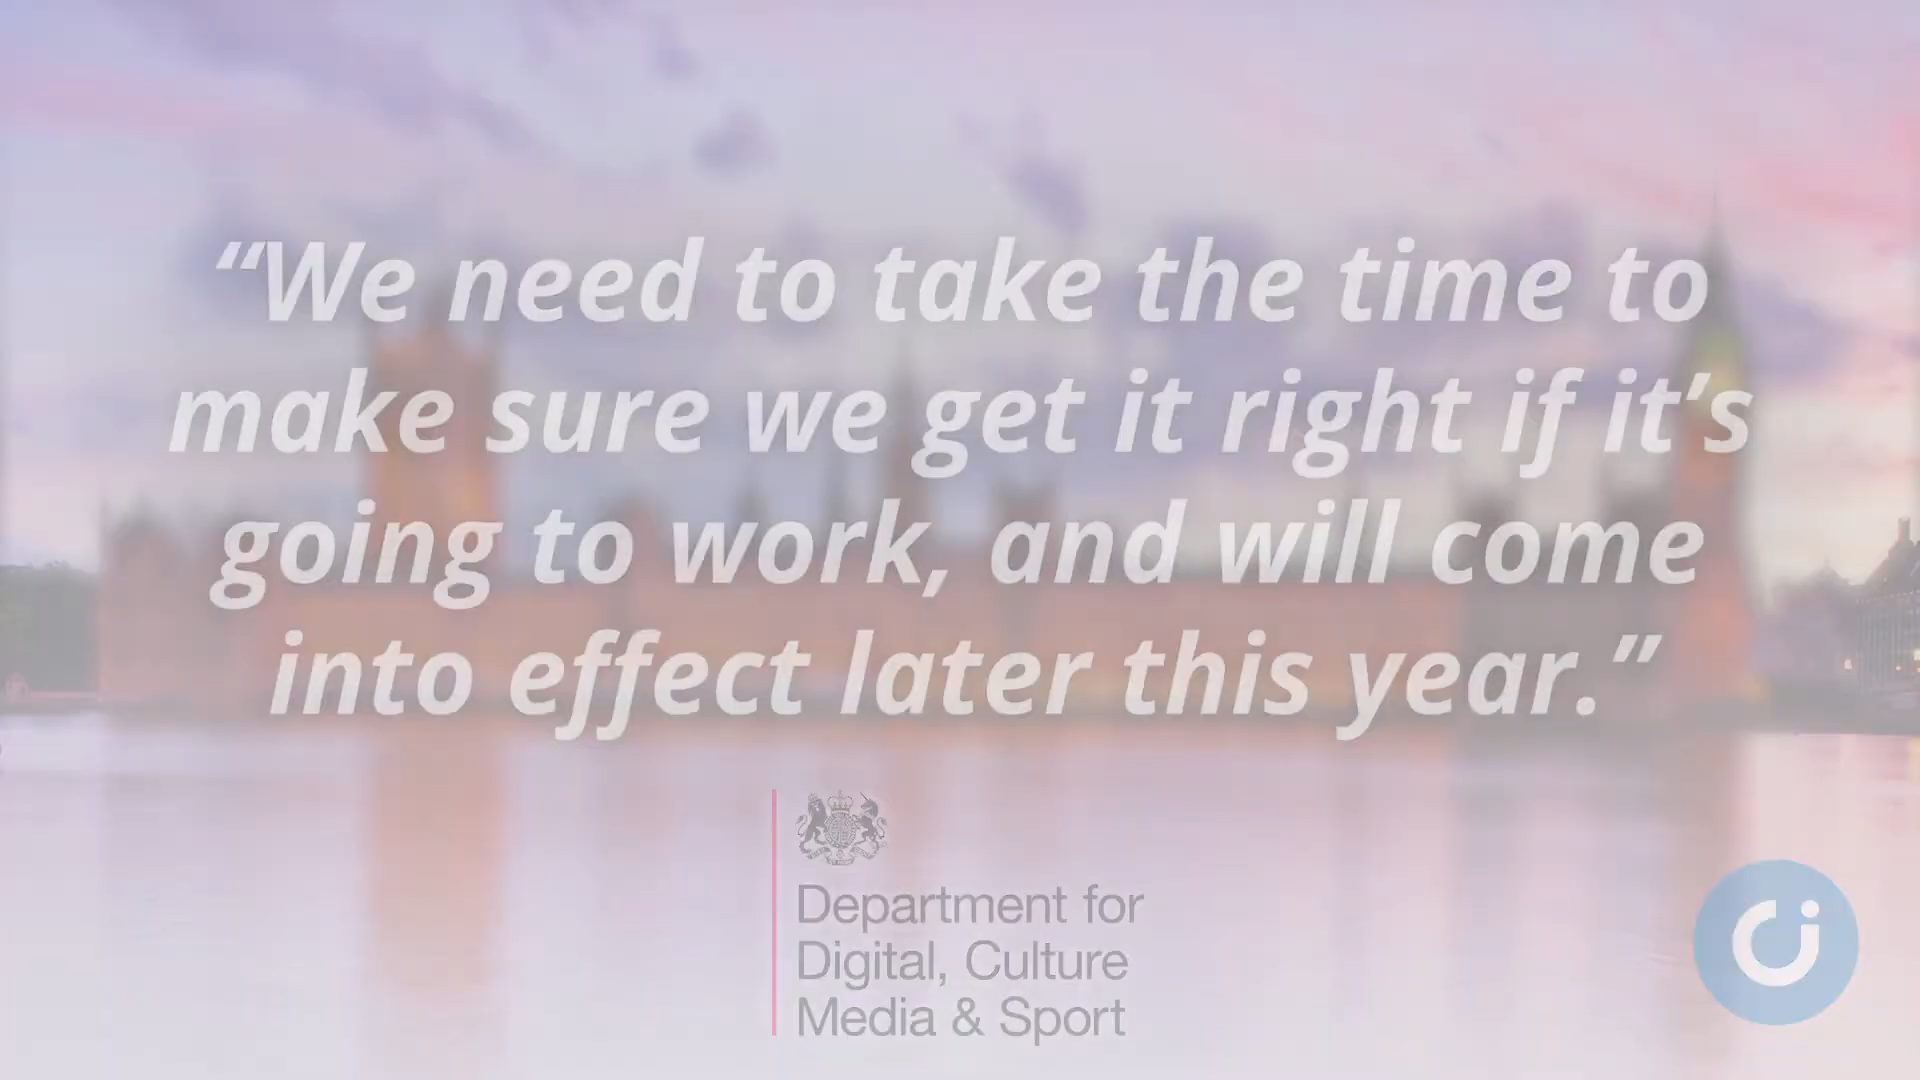 “We need to take the time to
make sure we get it right if it’s
going to work, and will come
into effect later this year.”
Department for
Digital, Culture
Media & Sport